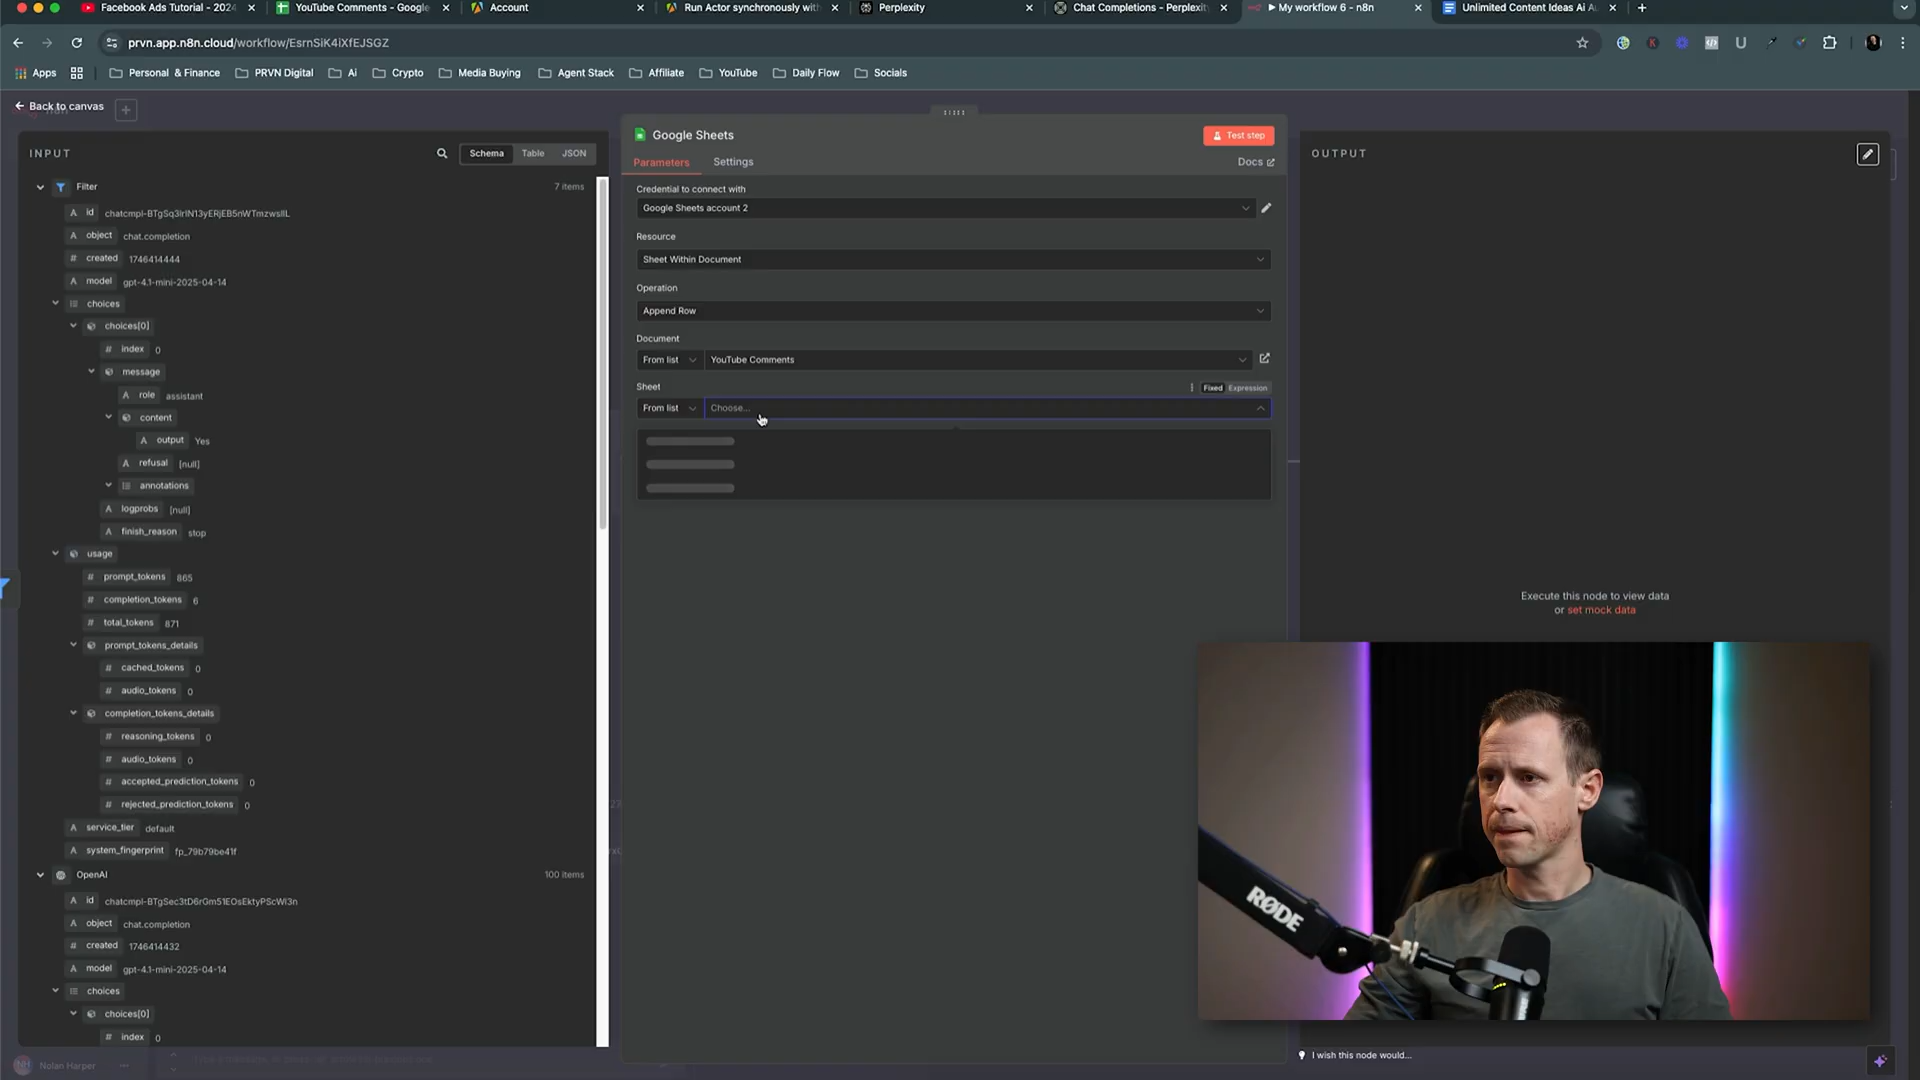 Facebook Ads Tutorial - 2024
YouTube Comments - Google
Account
Run Actor synchronously with
Perplexity
Chat Completions - Perplexity
My workflow 6 - n8n
Unlimited Content Ideas Ai A
prvn.app.n8n.cloud/workflow/EsrnSiK4iXfEJSGZ
Apps
Personal & Finance
PRVN Digital
Ai
Crypto
Media Buying
Agent Stack
Affiliate
YouTube
Daily Flow
Socials
Back to canvas
INPUT
Schema
Table
JSON
Filter
7 items
A id chatcmpl-BTgSq3IrIN13yERjEB5nWTmzwsIIL
A object chat.completion
# created 1746414444
A model gpt-4.1-mini-2025-04-14
choices
choices[0]
# index 0
message
A role assistant
content
A output Yes
A refusal [null]
annotations
A logprobs [null]
A finish_reason stop
usage
# prompt_tokens 865
# completion_tokens 6
# total_tokens 871
prompt_tokens_details
# cached_tokens 0
# audio_tokens 0
completion_tokens_details
# reasoning_tokens 0
# audio_tokens 0
# accepted_prediction_tokens 0
# rejected_prediction_tokens 0
A service_tier default
A system_fingerprint fp_79b79be41f
OpenAI
100 items
A id chatcmpl-BTgSec3tD6rGm51EOsEktyPScWI3n
A object chat.completion
# created 1746414432
A model gpt-4.1-mini-2025-04-14
choices
choices[0]
# index 0
Nolan Harper
Google Sheets
Test step
Parameters
Settings
Docs
Credential to connect with
Google Sheets account 2
Resource
Sheet Within Document
Operation
Append Row
Document
From list
YouTube Comments
Sheet
Fixed
Expression
From list
Choose...
OUTPUT
Execute this node to view data
or set mock data
RØDE
I wish this node would...